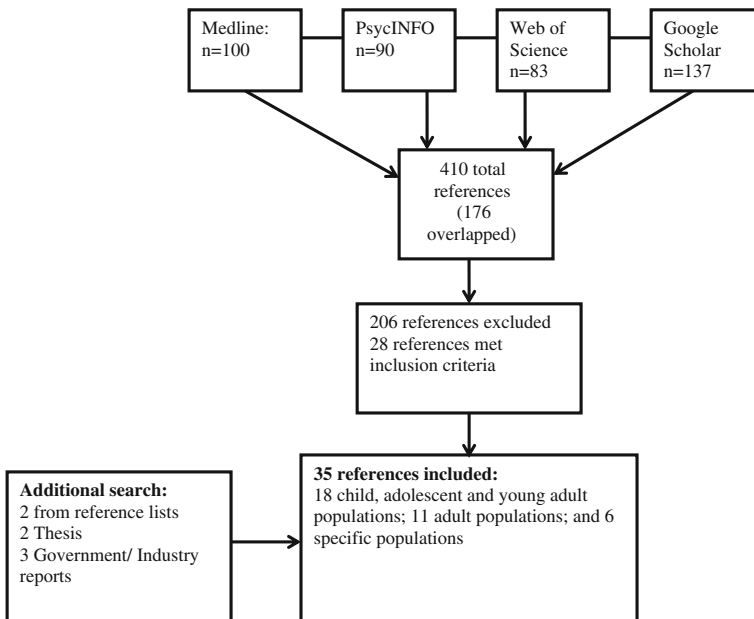 Medline:
n=100
PsycINFO
n=90
Web of
Science
n=83
Google
Scholar
n=137
410 total
references
(176
overlapped)
206 references excluded
28 references met
inclusion criteria
Additional search:
2 from reference lists
2 Thesis
3 Government/ Industry
reports
35 references included:
18 child, adolescent and young adult
populations; 11 adult populations; and 6
specific populations